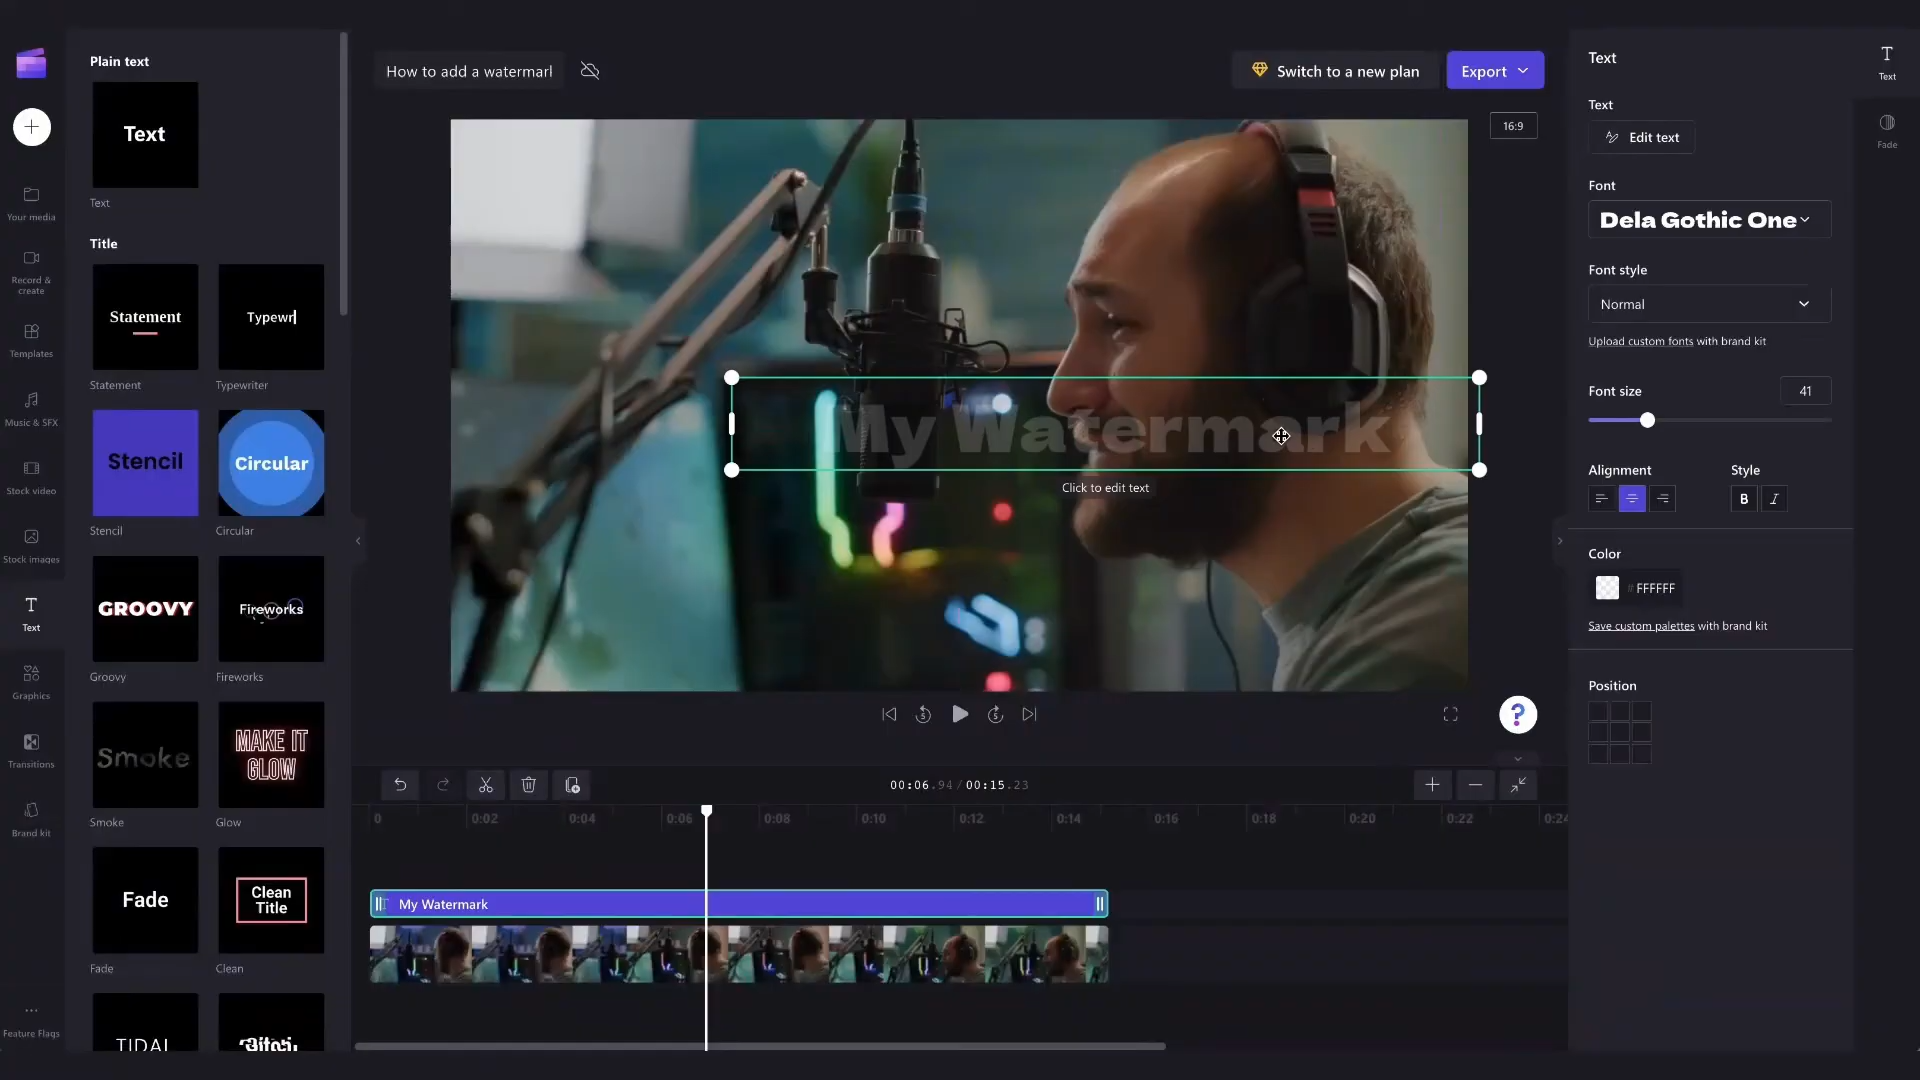 Plain text
Text
Text
Title
Statement
Typewr
Statement
Typewriter
Stencil
Circular
Stencil
Circular
GROOVY
Fireworks
Groovy
Fireworks
Smoke
MAKE IT
GLOW
Smoke
Glow
Fade
Clean
Title
Fade
Clean
TIDAL
Your media
Record &
create
Templates
Music & SFX
Stock video
Stock images
Text
Graphics
Transitions
Brand kit
Feature Flags
How to add a watermarl
Switch to a new plan
Export
16:9
My Watermark
Click to edit text
5
5
?
00:06.94/00:15.23
0
0:02
0:04
0:06
0:08
0:10
0:12
0:14
0:16
0:18
0:20
0:22
0:24
My Watermark
Text
Text
Edit text
Font
Dela Gothic One
Font style
Normal
Upload custom fonts with brand kit
Font size
41
Alignment
Style
B
I
Color
# FFFFFF
Save custom palettes with brand kit
Position
Text
Fade